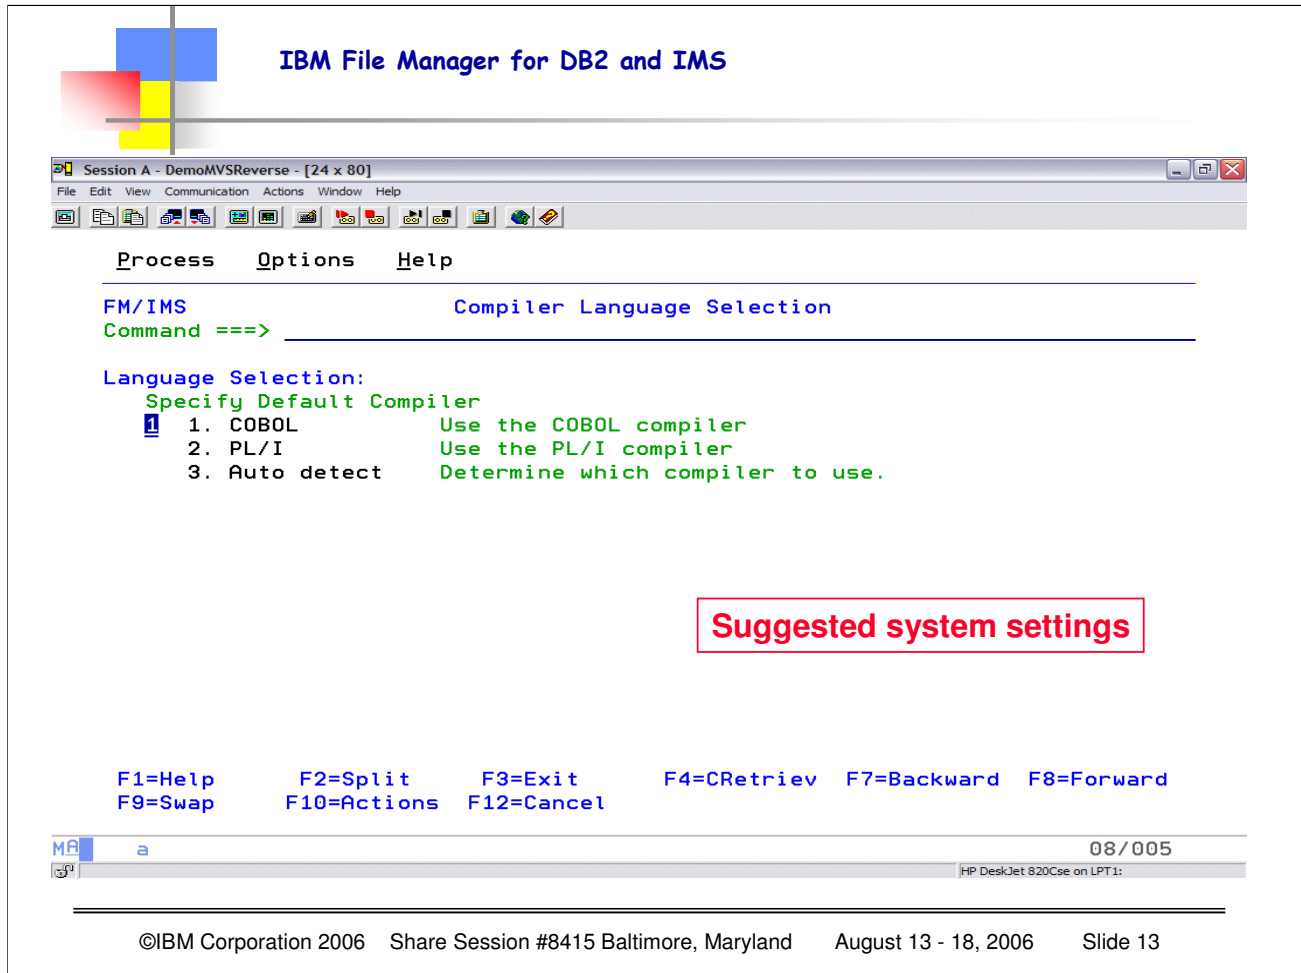 IBM File Manager for DB2 and IMS
Session A - DemoMVSReverse - [24 x 80]
File Edit View Communication Actions Window Help
Process Options Help
FM/IMS Compiler Language Selection
Command ===>
Language Selection:
Specify Default Compiler
1 1. COBOL Use the COBOL compiler
2. PL/I Use the PL/I compiler
3. Auto detect Determine which compiler to use.
Suggested system settings
F1=Help F2=Split F3=Exit F4=CRetriev F7=Backward F8=Forward
F9=Swap F10=Actions F12=Cancel
MA a 08/005
HP DeskJet 820Cse on LPT1:
©IBM Corporation 2006 Share Session #8415 Baltimore, Maryland August 13 - 18, 2006 Slide 13